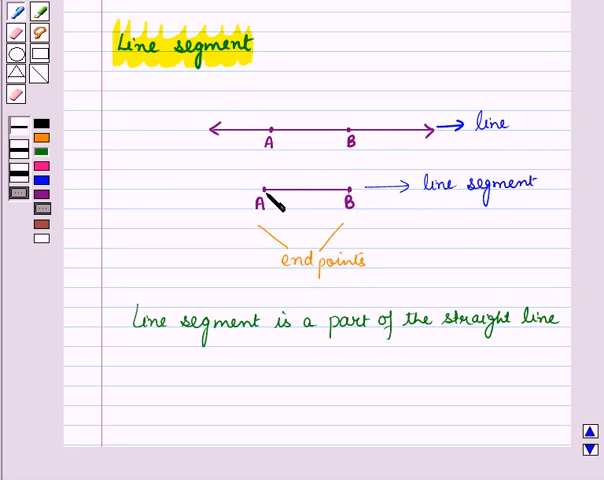 Line segment
A B → line
A B → line segment
end points
Line segment is a part of the straight line